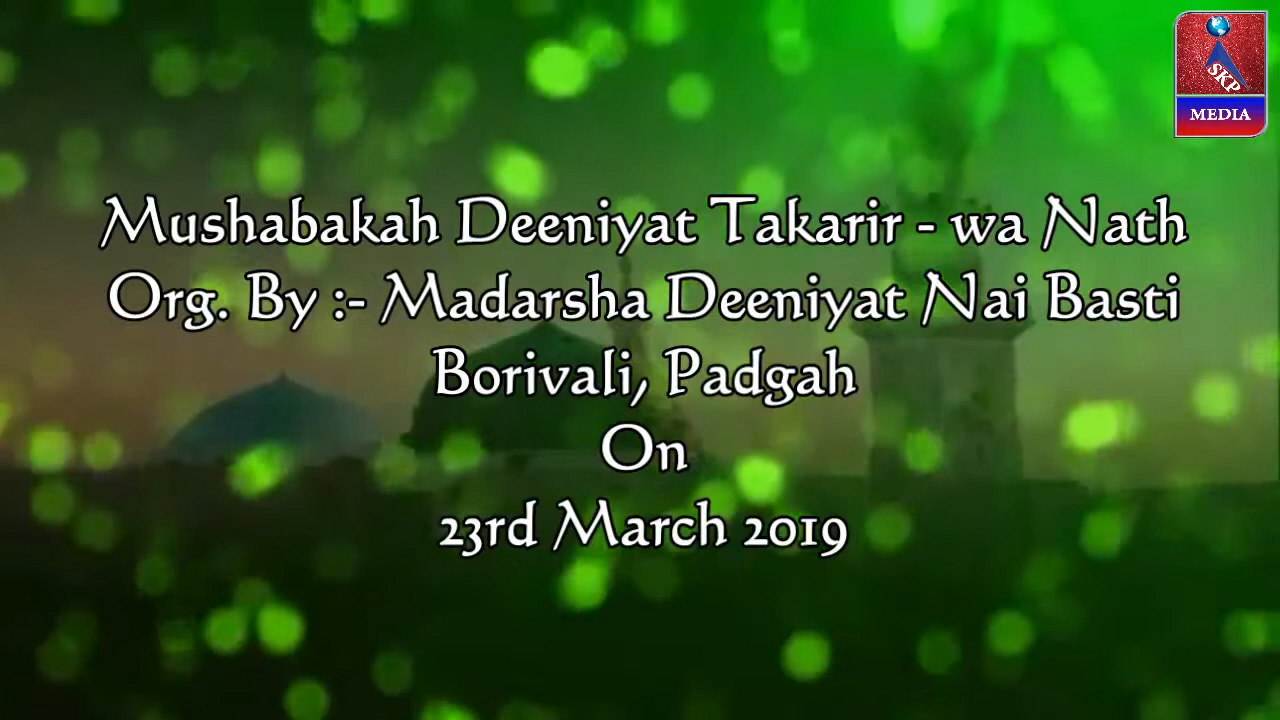 SKP
MEDIA
Mushabakah Deeniyat Takarir - wa Nath
Org. By :- Madarsha Deeniyat Nai Basti
Borivali, Padgah
On
23rd March 2019